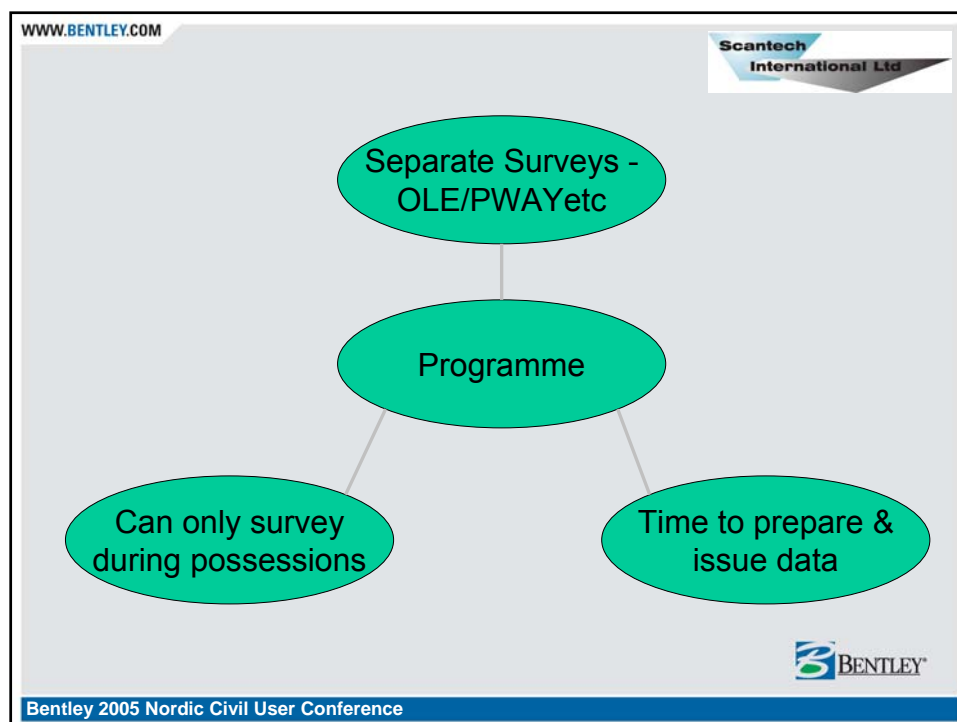 WWW.BENTLEY.COM
Scantech
International Ltd
Separate Surveys -
OLE/PWAYetc
Programme
Can only survey
during possessions
Time to prepare &
issue data
BENTLEY®
Bentley 2005 Nordic Civil User Conference